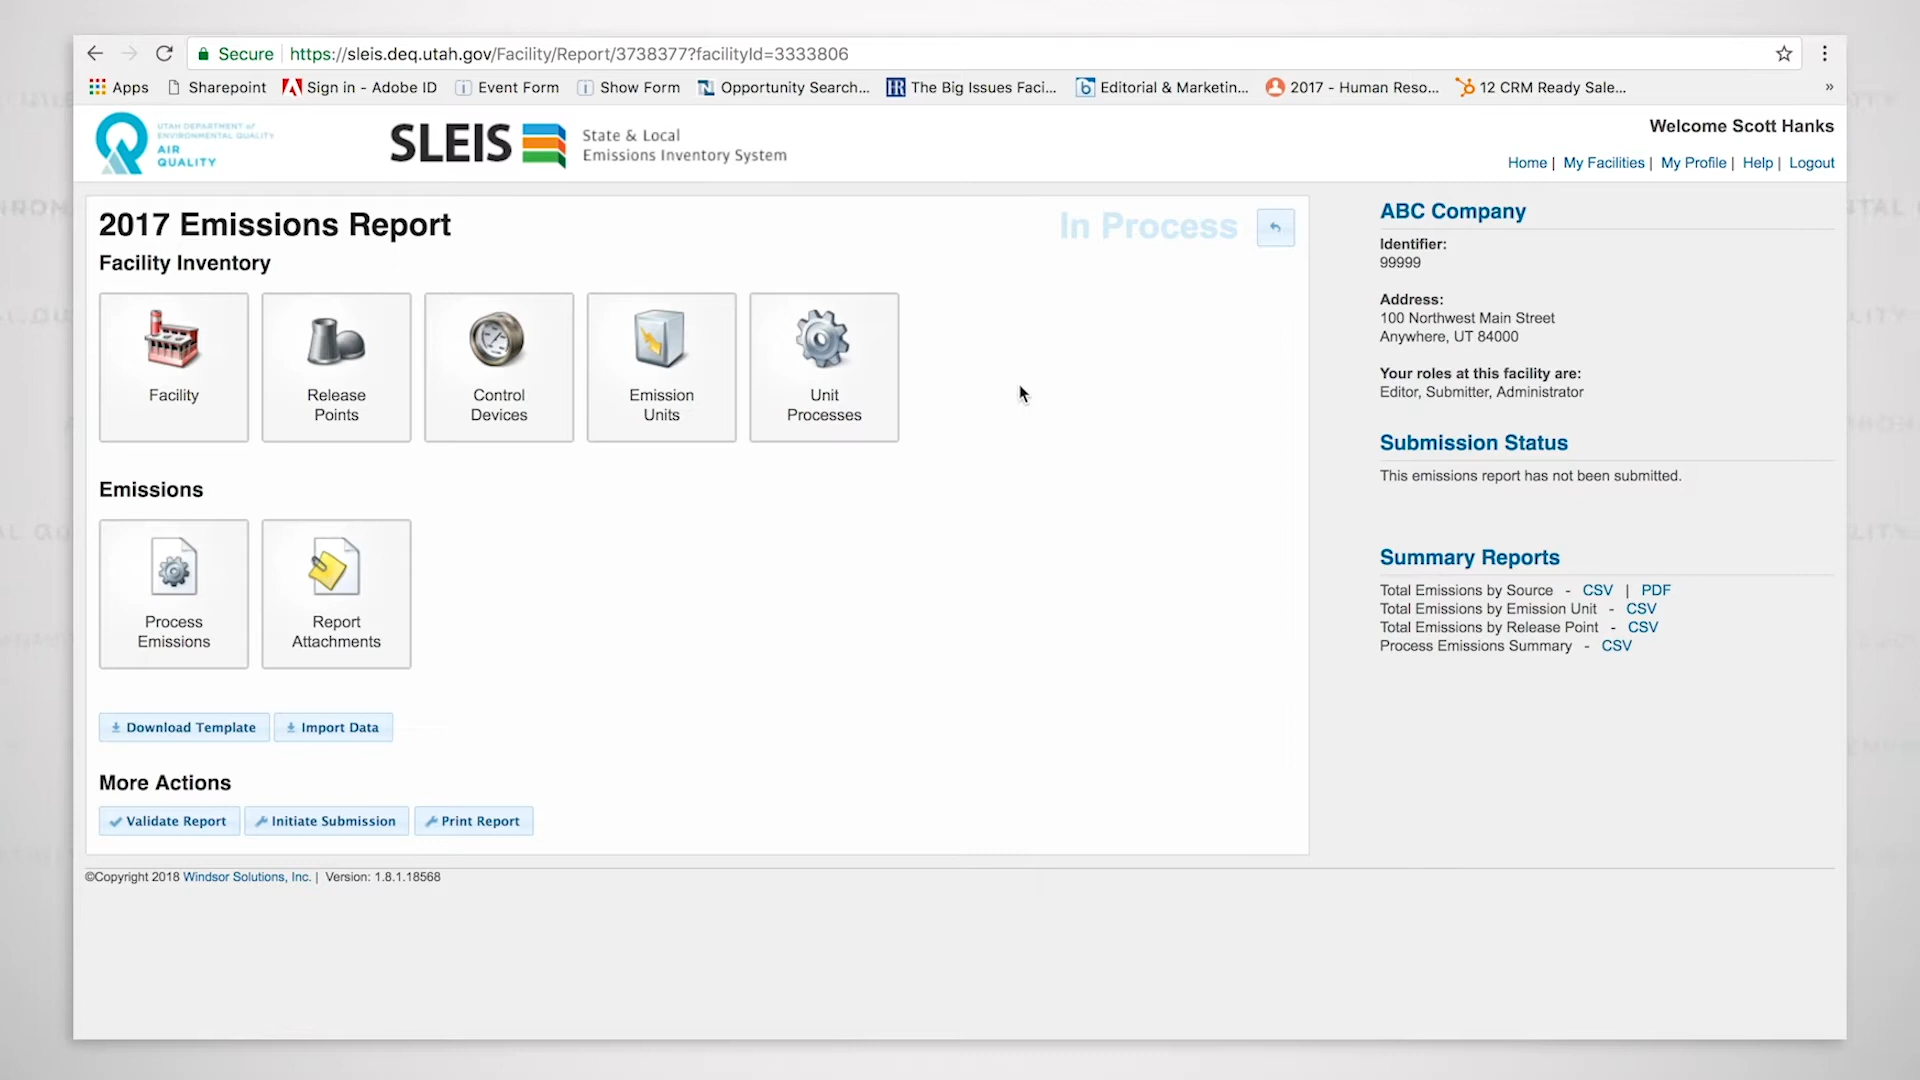 Secure https://sleis.deq.utah.gov/Facility/Report/3738377?facilityId=3333806
Apps Sharepoint Sign in - Adobe ID Event Form Show Form Opportunity Search... The Big Issues Faci... Editorial & Marketin... 2017 - Human Reso... 12 CRM Ready Sale... »
UTAH DEPARTMENT of
ENVIRONMENTAL QUALITY
AIR
QUALITY
SLEIS
State & Local
Emissions Inventory System
Welcome Scott Hanks
Home | My Facilities | My Profile | Help | Logout
2017 Emissions Report
In Process
Facility Inventory
Facility
Release
Points
Control
Devices
Emission
Units
Unit
Processes
Emissions
Process
Emissions
Report
Attachments
Download Template
Import Data
More Actions
Validate Report
Initiate Submission
Print Report
ABC Company
Identifier:
99999
Address:
100 Northwest Main Street
Anywhere, UT 84000
Your roles at this facility are:
Editor, Submitter, Administrator
Submission Status
This emissions report has not been submitted.
Summary Reports
Total Emissions by Source - CSV | PDF
Total Emissions by Emission Unit - CSV
Total Emissions by Release Point - CSV
Process Emissions Summary - CSV
©Copyright 2018 Windsor Solutions, Inc. | Version: 1.8.1.18568